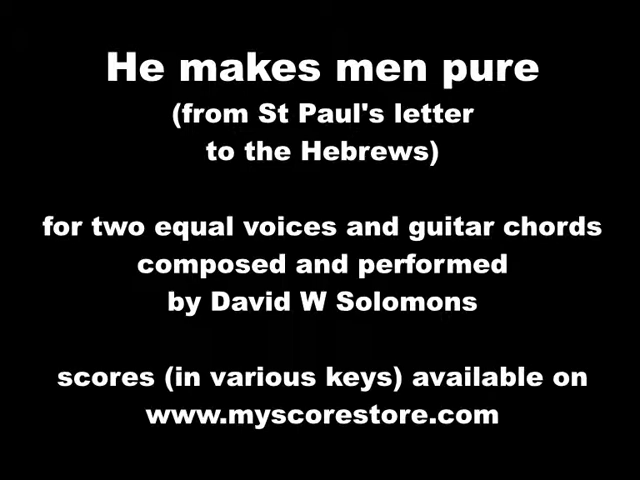 He makes men pure
(from St Paul's letter
to the Hebrews)
for two equal voices and guitar chords
composed and performed
by David W Solomons
scores (in various keys) available on
www.myscorestore.com